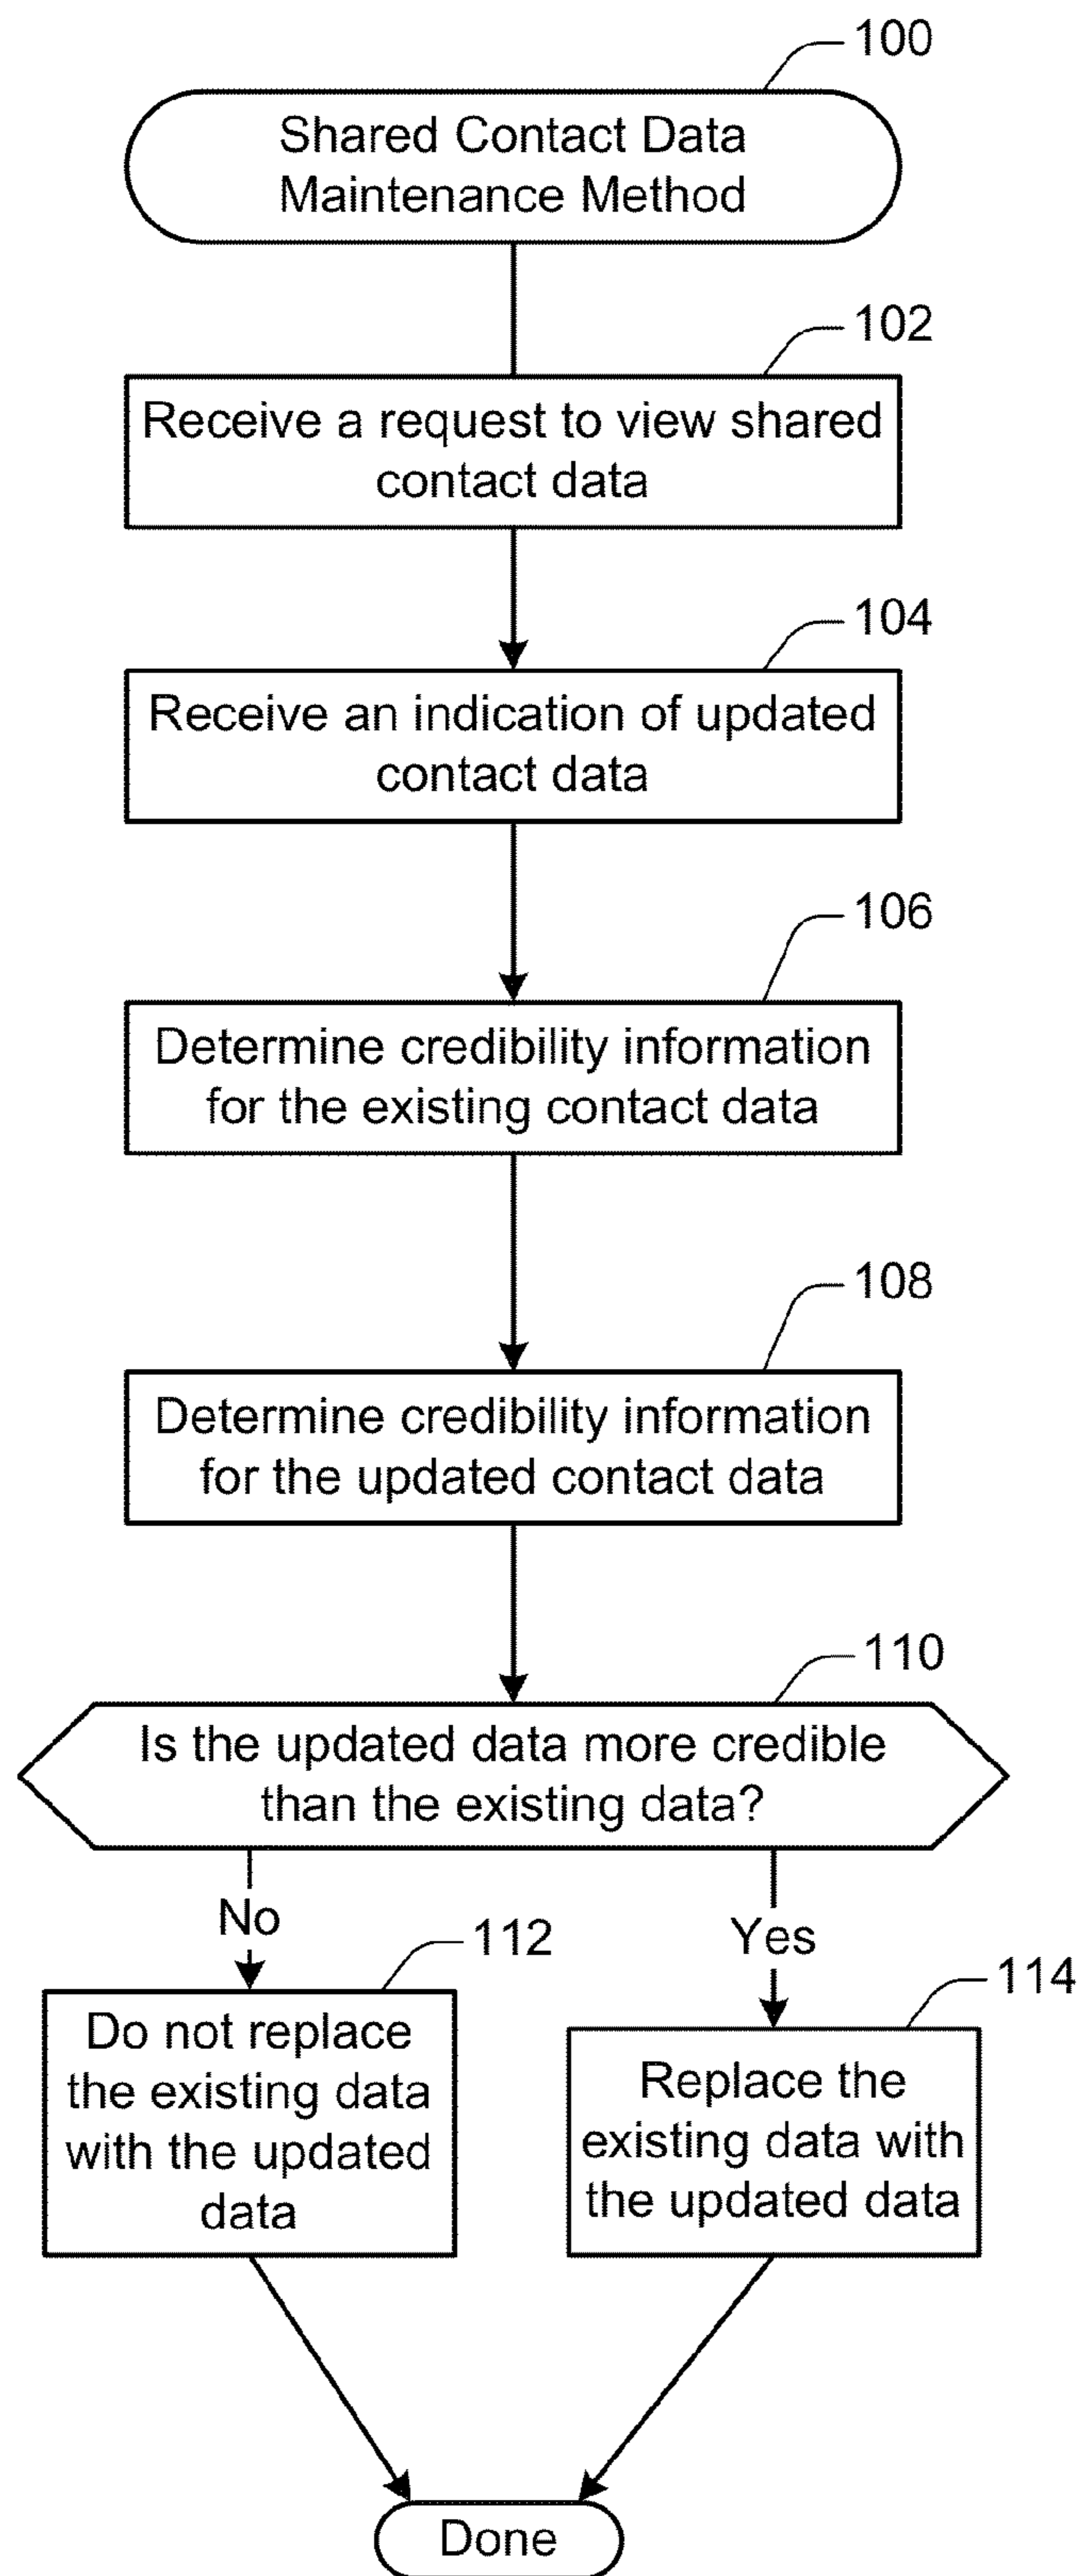 100
Shared Contact Data
Maintenance Method
102
Receive a request to view shared
contact data
104
Receive an indication of updated
contact data
106
Determine credibility information
for the existing contact data
108
Determine credibility information
for the updated contact data
110
Is the updated data more credible
than the existing data?
No
Yes
112
114
Do not replace
the existing data
with the updated
data
Replace the
existing data with
the updated data
Done